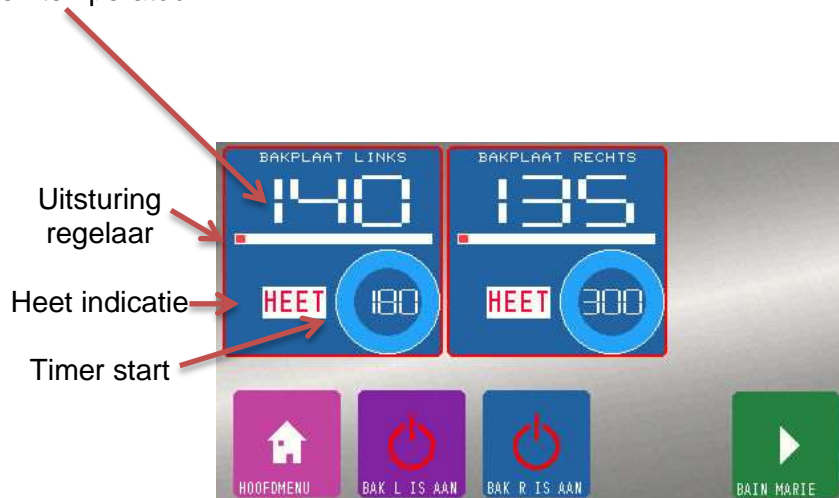 BAKPLAAT LINKS
BAKPLAAT RECHTS
140
135
Uitsturing
regelaar
Heet indicatie
HEET
180
HEET
300
Timer start
HOOFDMENU
BAK L IS AAN
BAK R IS AAN
BAIN MARIE